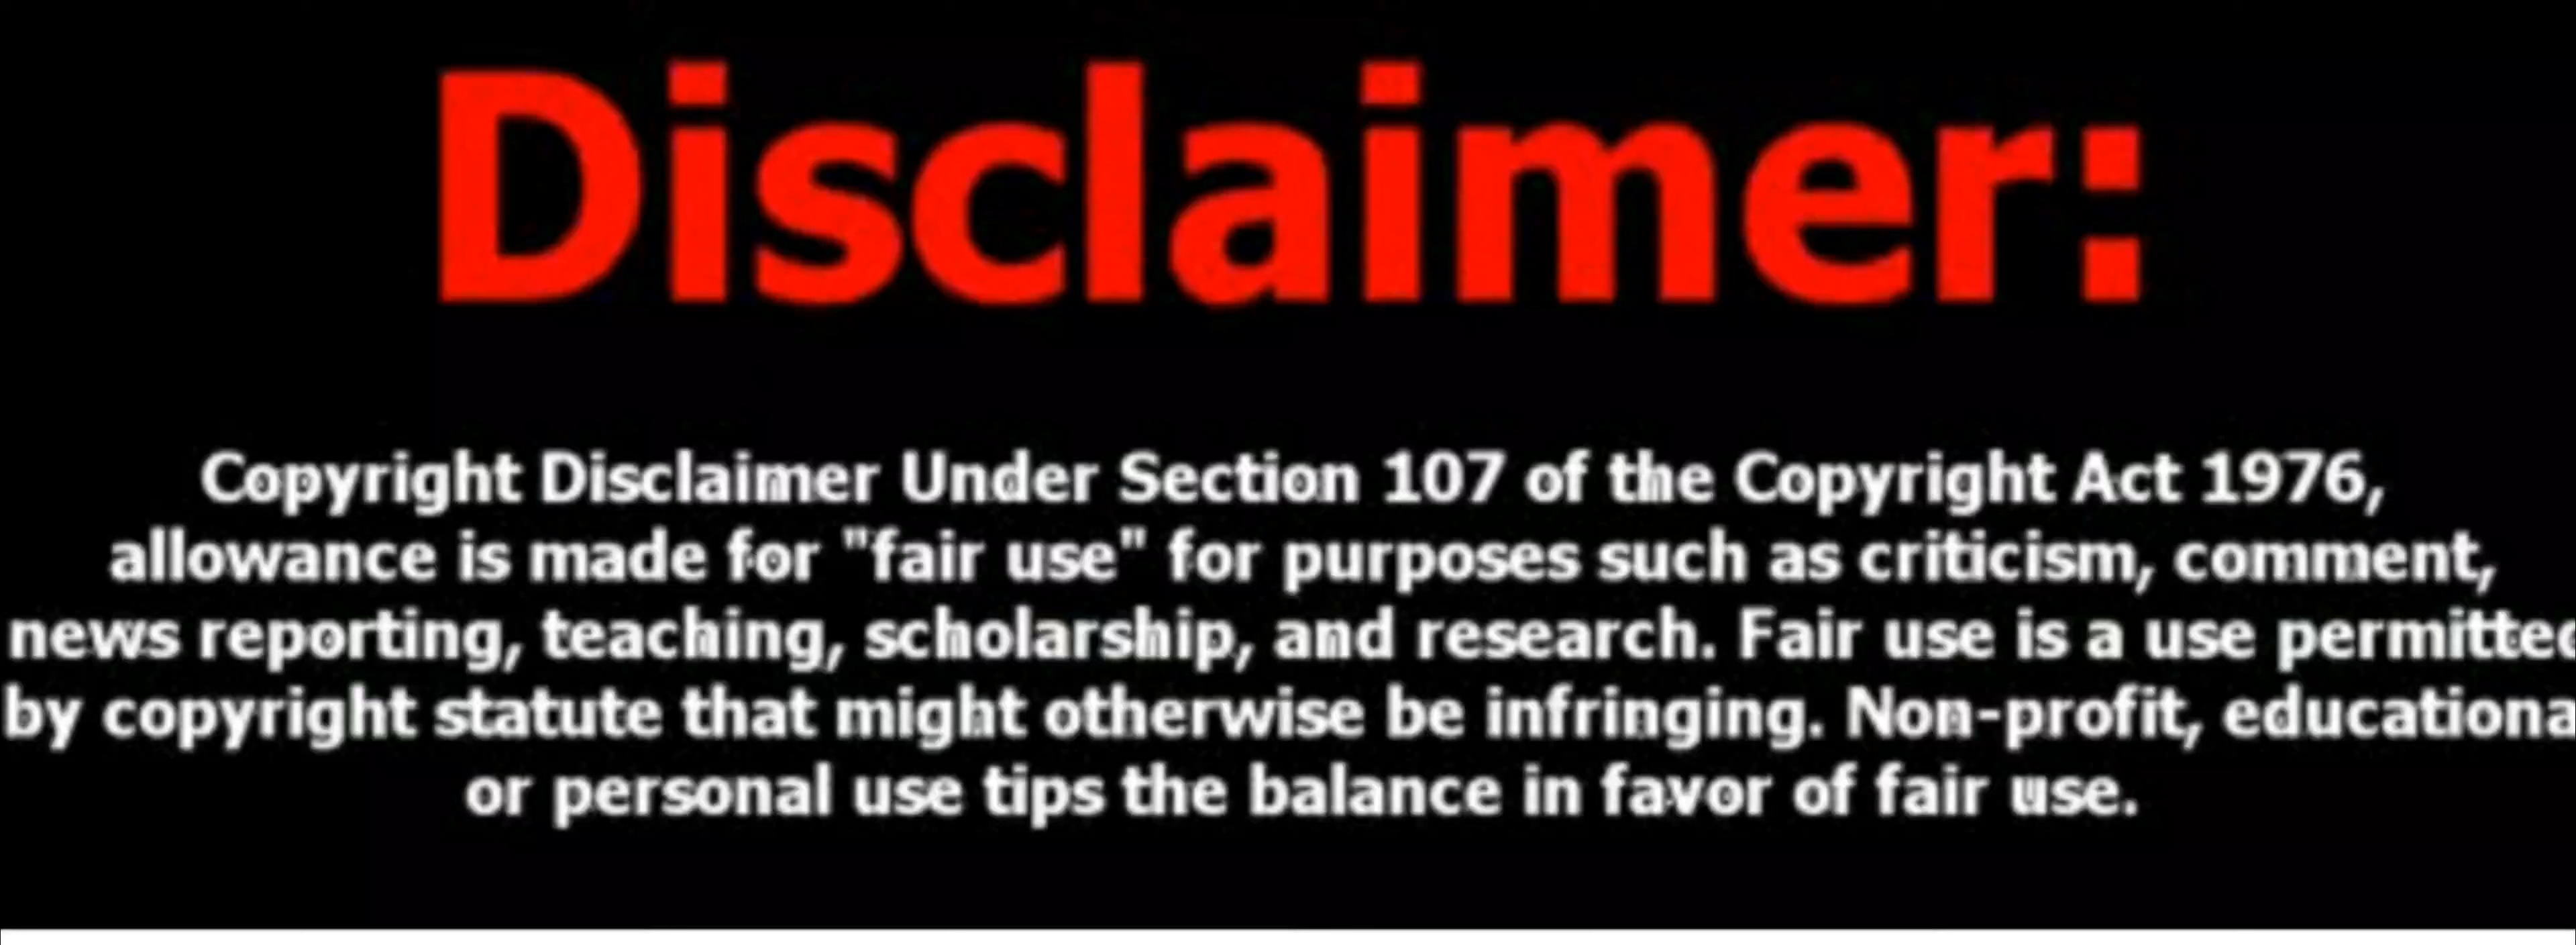 Disclaimer:
Copyright Disclaimer Under Section 107 of the Copyright Act 1976,
allowance is made for "fair use" for purposes such as criticism, comment,
news reporting, teaching, scholarship, and research. Fair use is a use permitted
by copyright statute that might otherwise be infringing. Non-profit, educationa
or personal use tips the balance in favor of fair use.